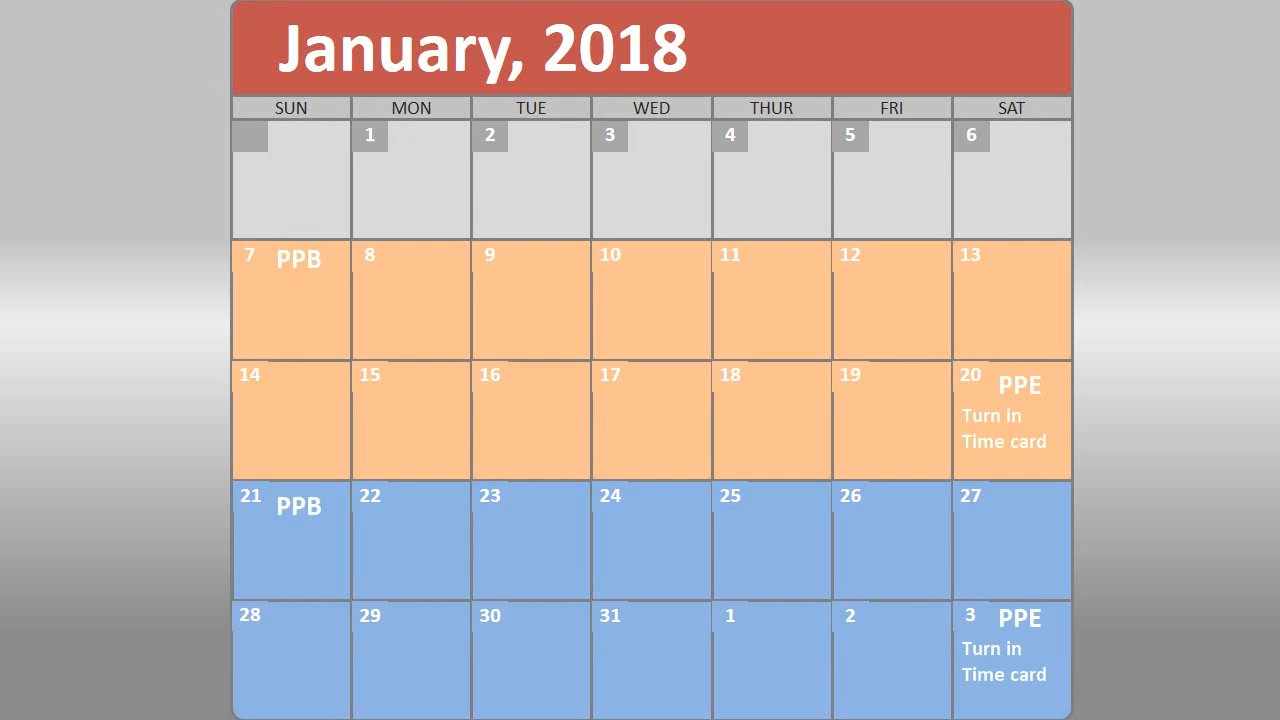 January, 2018
SUN MON TUE WED THUR FRI SAT
1 2 3 4 5 6
7 PPB 8 9 10 11 12 13
14 15 16 17 18 19 20 PPE
Turn in
Time card
21 PPB 22 23 24 25 26 27
28 29 30 31 1 2 3 PPE
Turn in
Time card